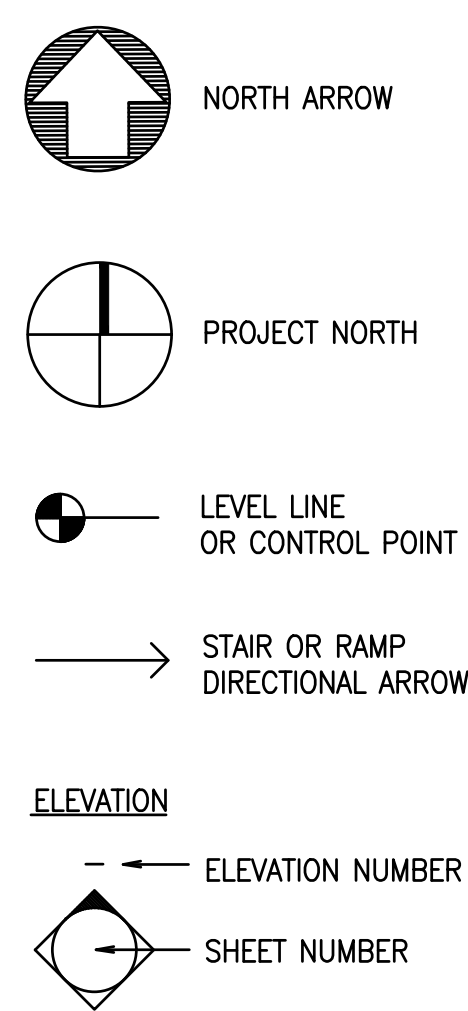 NORTH ARROW
PROJECT NORTH
LEVEL LINE
OR CONTROL POINT
STAIR OR RAMP
DIRECTIONAL ARROW
ELEVATION
ELEVATION NUMBER
SHEET NUMBER